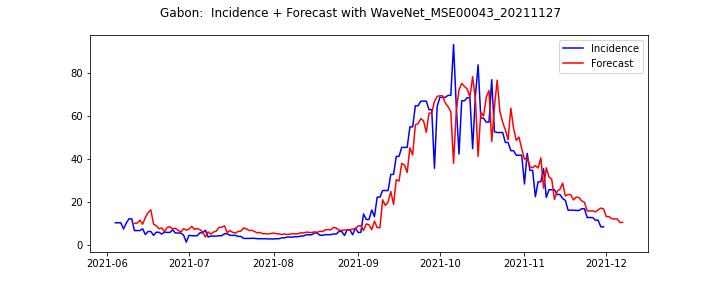 Gabon:  Incidence + Forecast with WaveNet_MSE00043_20211127
Incidence
Forecast
80
60
40
20
0
2021-06 2021-07 2021-08 2021-09 2021-10 2021-11 2021-12